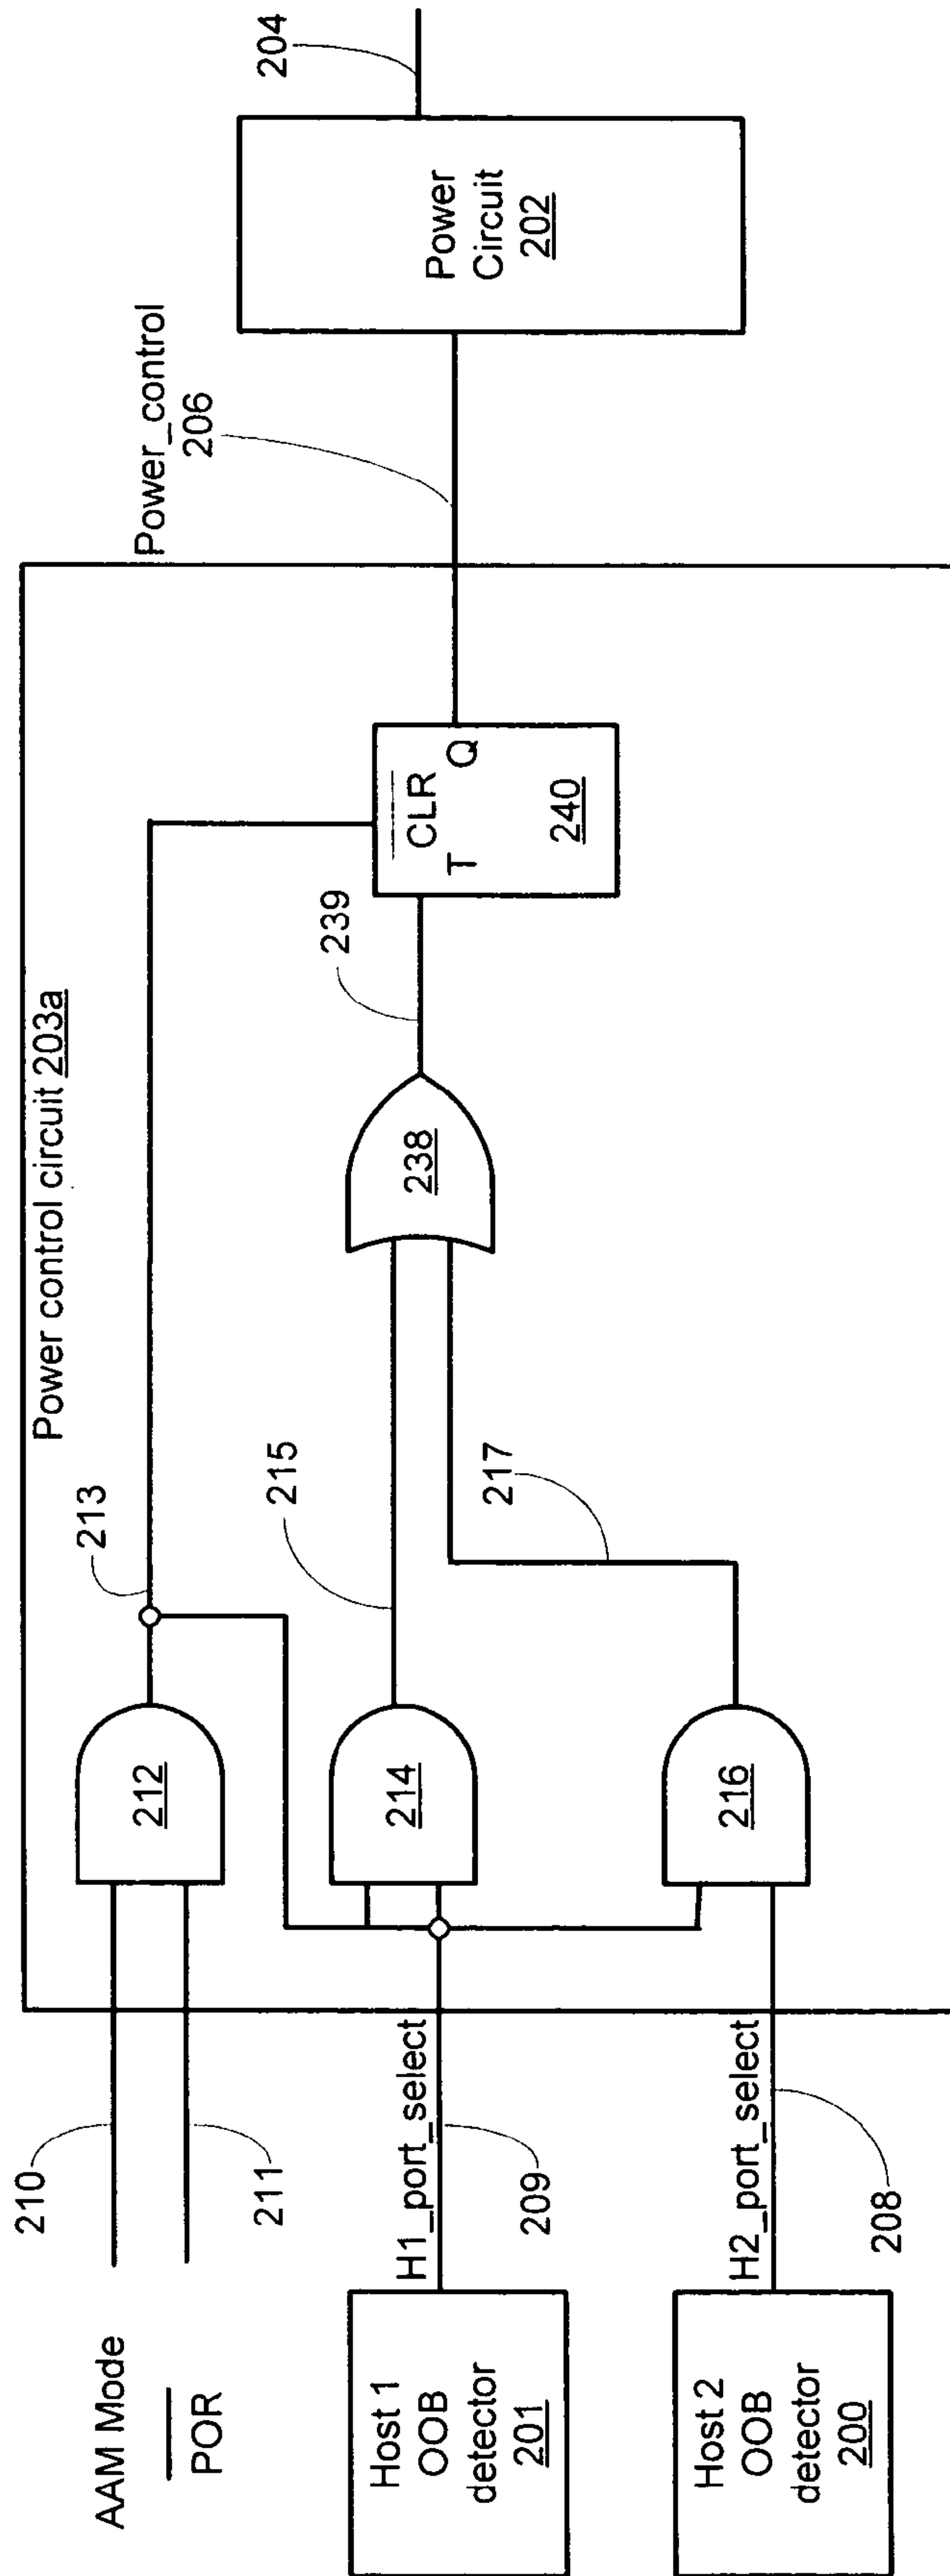 Power control circuit 203a
AAM Mode
POR
210
211
212
213
Host 1
OOB
detector
201
H1_port_select
209
214
215
Host 2
OOB
detector
200
H2_port_select
208
216
217
238
239
CLR
T
Q
240
Power_control
206
Power
Circuit
202
204